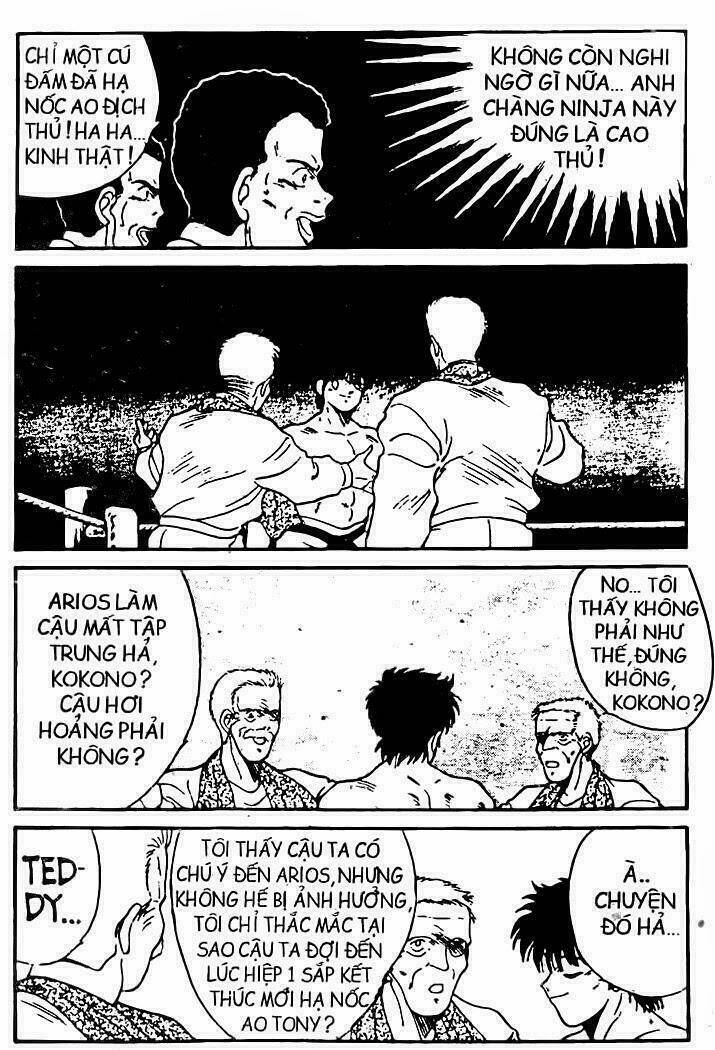 CHỈ MỘT CÚ
ĐẤM ĐÃ HẠ
NỐC AO ĐỊCH
THỦ! HA HA...
KINH THẬT!
KHÔNG CÒN NGHI
NGỜ GÌ NỮA... ANH
CHÀNG NINJA NÀY
ĐÚNG LÀ CAO
THỦ!
ARIOS LÀM
CẬU MẤT TẬP
TRUNG HẢ,
KOKONO?
CẬU HƠI
HOẢNG PHẢI
KHÔNG?
NO... TÔI
THẤY KHÔNG
PHẢI NHƯ
THẾ, ĐÚNG
KHÔNG,
KOKONO?
TED-
DY...
TÔI THẤY CẬU TA CÓ
CHÚ Ý ĐẾN ARIOS, NHƯNG
KHÔNG HỀ BỊ ẢNH HƯỞNG,
TÔI CHỈ THẮC MẮC TẠI
SAO CẬU TA ĐỢI ĐẾN
LÚC HIỆP 1 SẮP KẾT
THÚC MỚI HẠ NỐC
AO TONY?
À..
CHUYỆN
ĐÓ HẢ...